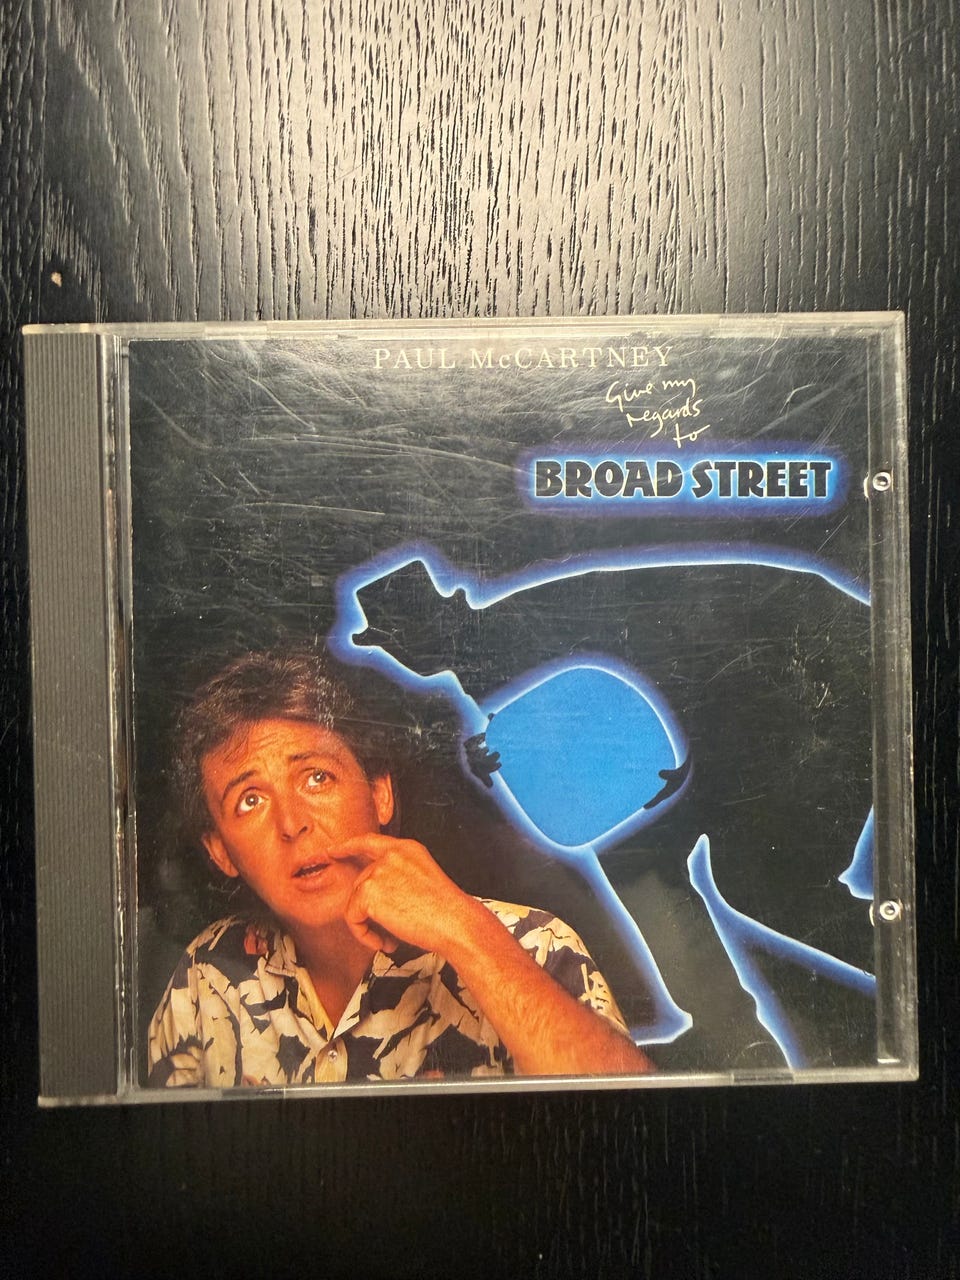 PAUL McCARTNEY
Give my
regards
to
BROAD STREET